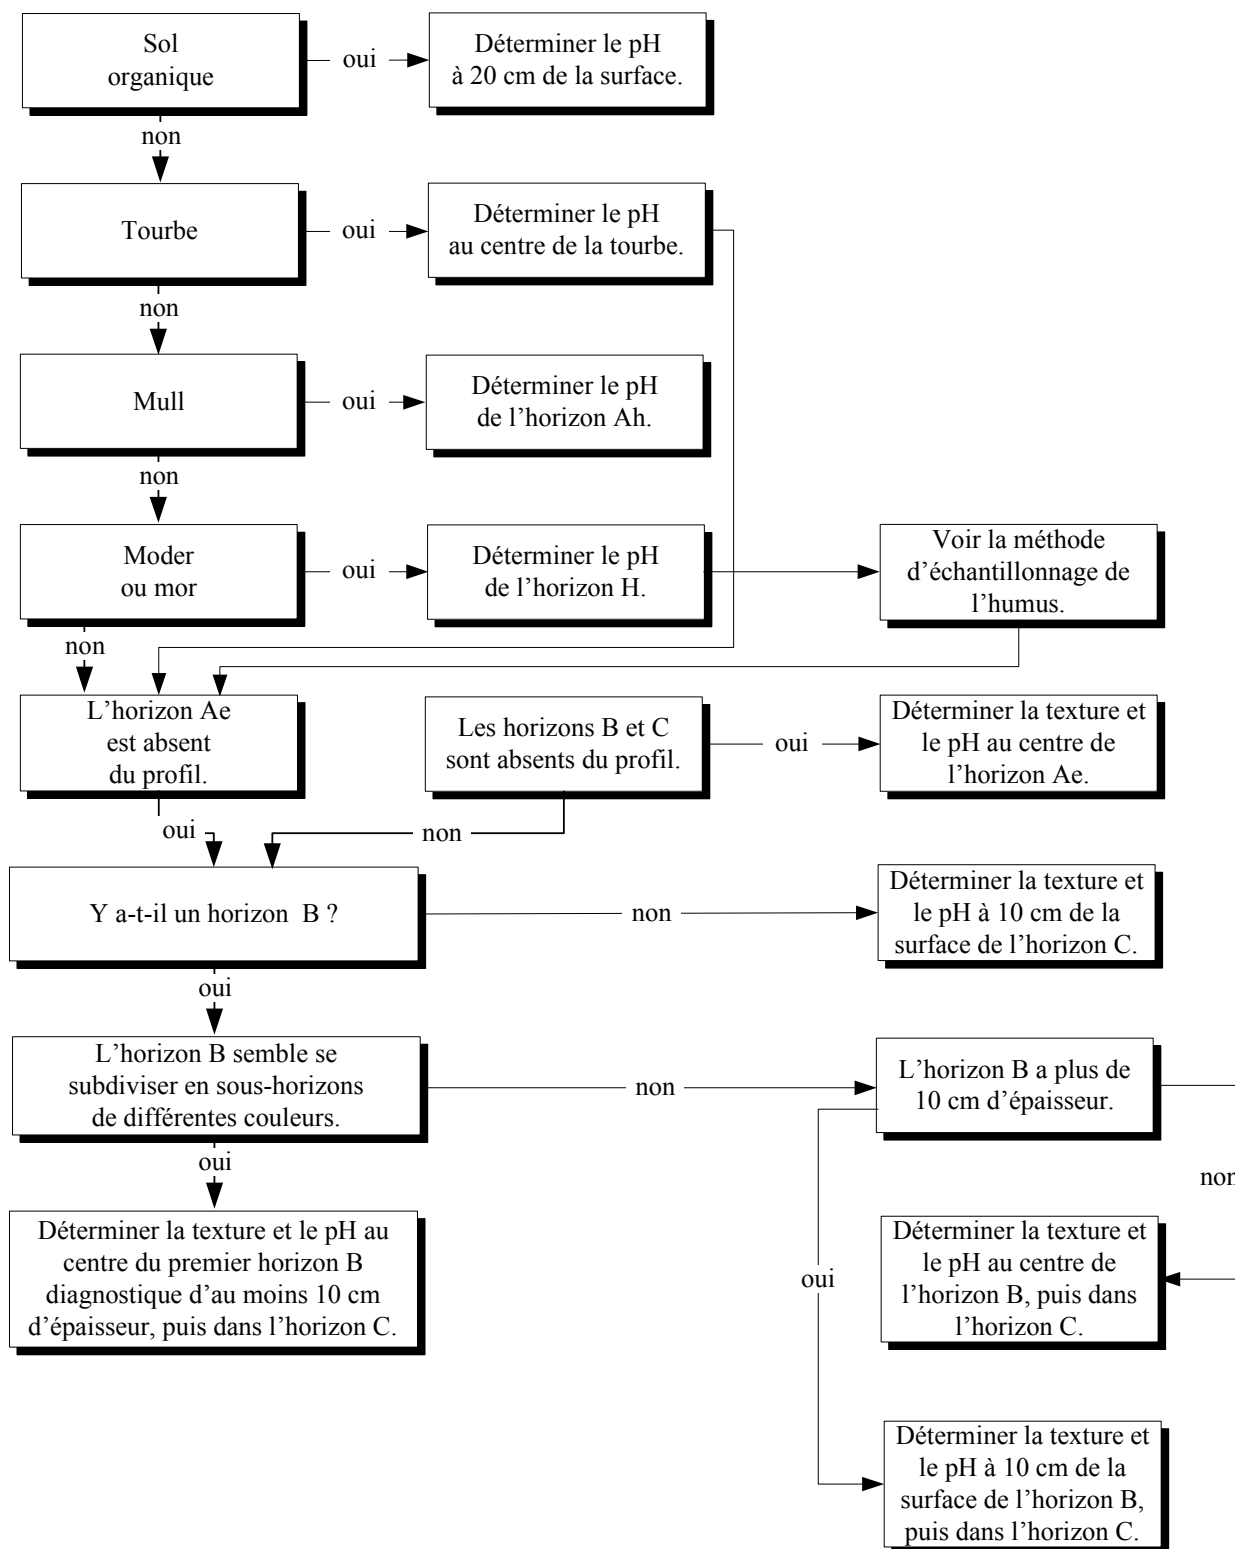 Sol
organique
oui
Déterminer le pH
à 20 cm de la surface.
non
Tourbe
oui
Déterminer le pH
au centre de la tourbe.
non
Mull
oui
Déterminer le pH
de l’horizon Ah.
non
Moder
ou mor
oui
Déterminer le pH
de l’horizon H.
Voir la méthode
d’échantillonnage de
l’humus.
non
L’horizon Ae
est absent
du profil.
Les horizons B et C
sont absents du profil.
oui
Déterminer la texture et
le pH au centre de
l’horizon Ae.
oui
non
Y a-t-il un horizon B ?
non
Déterminer la texture et
le pH à 10 cm de la
surface de l’horizon C.
oui
L’horizon B semble se
subdiviser en sous-horizons
de différentes couleurs.
non
L’horizon B a plus de
10 cm d’épaisseur.
oui
non
Déterminer la texture et le pH au
centre du premier horizon B
diagnostique d’au moins 10 cm
d’épaisseur, puis dans l’horizon C.
oui
Déterminer la texture et
le pH au centre de
l’horizon B, puis dans
l’horizon C.
Déterminer la texture et
le pH à 10 cm de la
surface de l’horizon B,
puis dans l’horizon C.